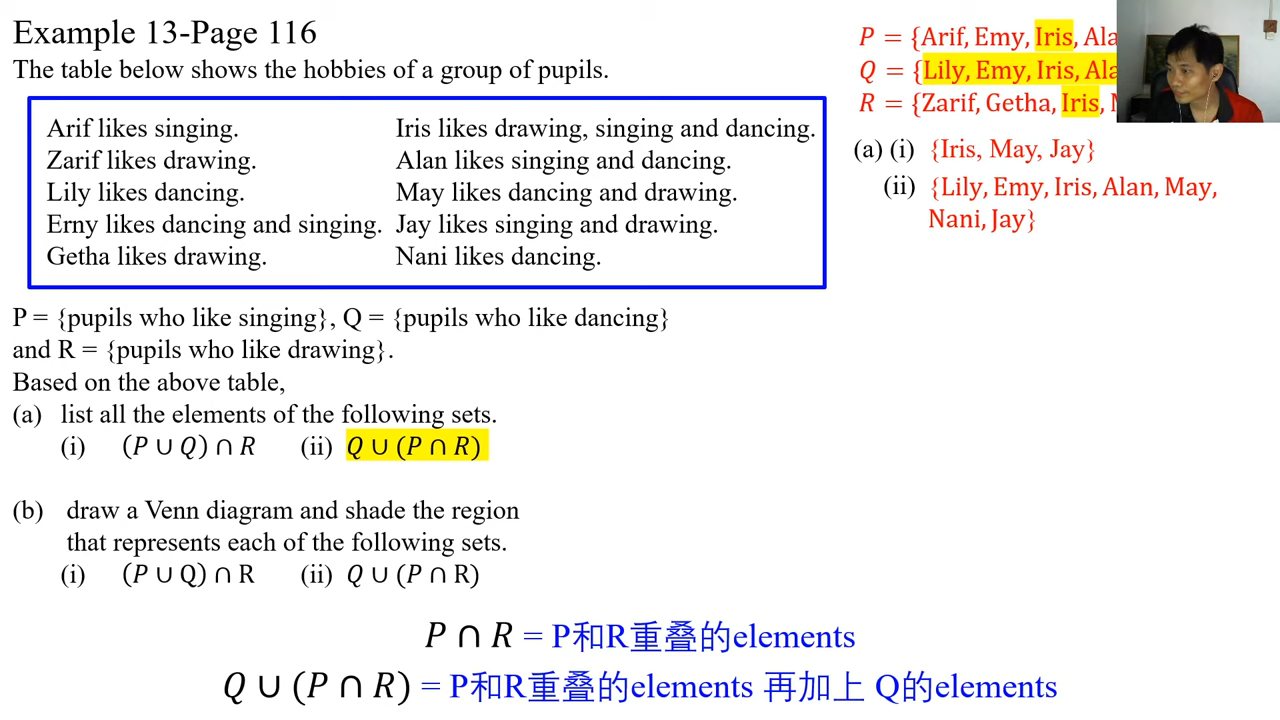 Example 13-Page 116
The table below shows the hobbies of a group of pupils.
Arif likes singing.
Zarif likes drawing.
Lily likes dancing.
Erny likes dancing and singing.
Getha likes drawing.
Iris likes drawing, singing and dancing.
Alan likes singing and dancing.
May likes dancing and drawing.
Jay likes singing and drawing.
Nani likes dancing.
P = {pupils who like singing}, Q = {pupils who like dancing}
and R = {pupils who like drawing}.
Based on the above table,
(a) list all the elements of the following sets.
(i) (P ∪ Q) ∩ R (ii) Q ∪ (P ∩ R)
(b) draw a Venn diagram and shade the region
that represents each of the following sets.
(i) (P ∪ Q) ∩ R (ii) Q ∪ (P ∩ R)
P = {Arif, Emy, Iris, Ala
Q = {Lily, Emy, Iris, Ala
R = {Zarif, Getha, Iris,
(a) (i) {Iris, May, Jay}
(ii) {Lily, Emy, Iris, Alan, May,
Nani, Jay}
P ∩ R = P和R重叠的elements
Q ∪ (P ∩ R) = P和R重叠的elements 再加上 Q的elements